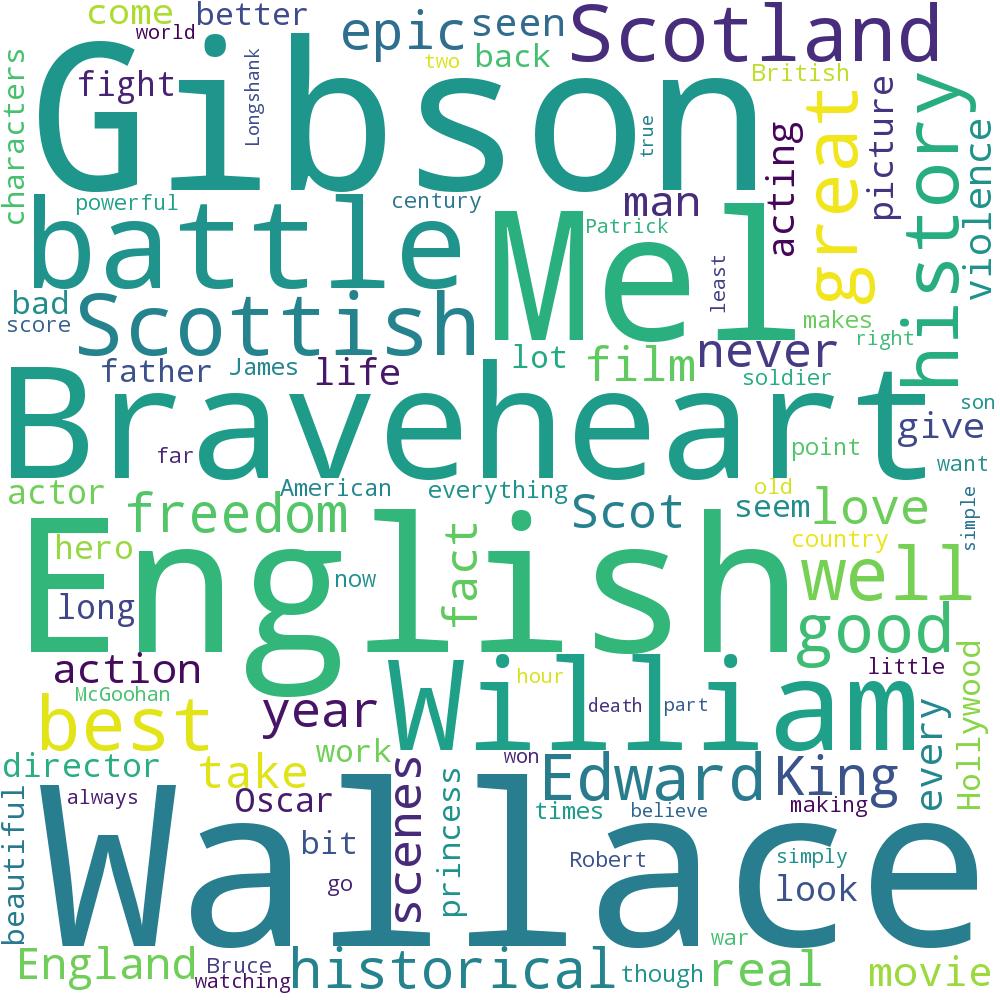 come
better
world
epic
seen
Scotland
two
back
fight
Longshank
British
characters
Gibson
true
acting
great
picture
history
violence
powerful
century
man
Patrick
battle
Mel
least
bad
score
Scottish
makes
right
father
James
life
lot
film
never
soldier
Braveheart
son
give
far
point
want
actor
American
everything
old
freedom
Scot
seem
love
simple
country
hero
English
now
fact
well
long
good
action
McGoohan
William
hour
little
death
part
best
year
every
Hollywood
director
work
won
take
scenes
princess
Edward
King
always
Oscar
times
believe
making
beautiful
Wallace
bit
Robert
simply
go
look
war
England
Bruce
watching
historical
though
real
movie